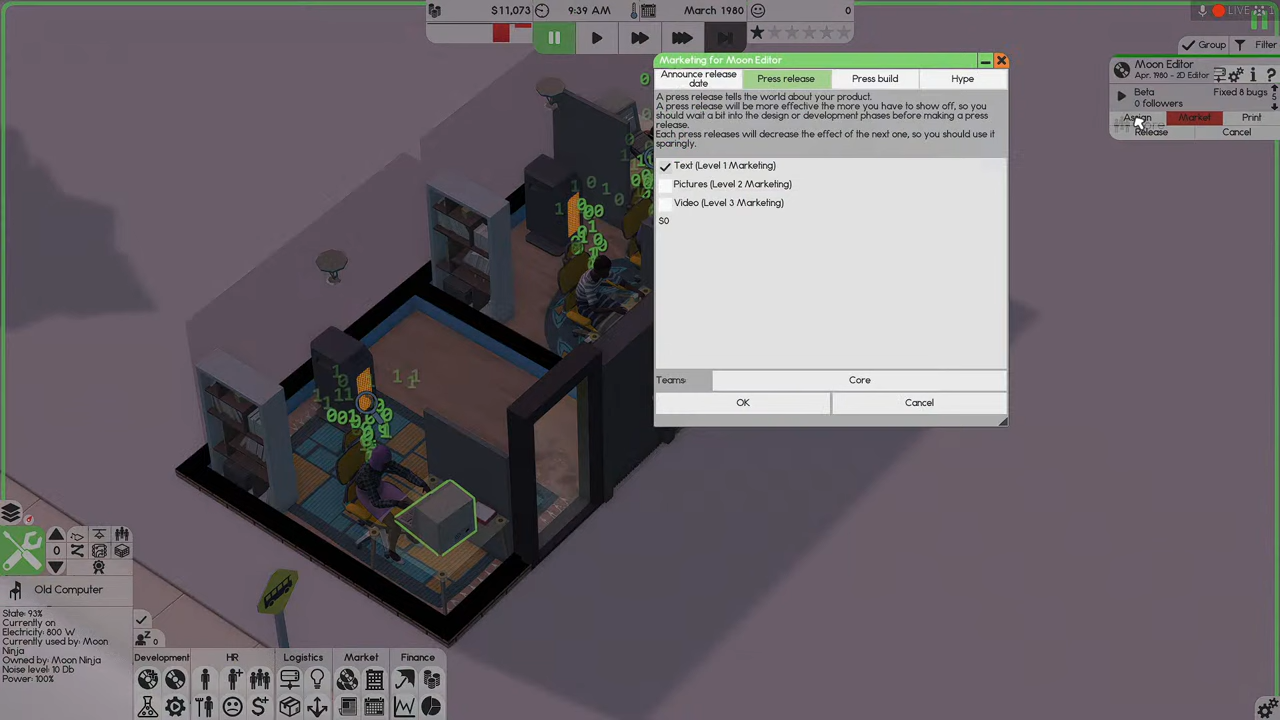 $11,073
9:39 AM
March 1980
0
LIVE
1
Group
Filter
Moon Editor
Apr. 1980 - 2D Editor
Beta
Fixed 8 bugs
0 followers
Assign
Market
Print
Release
Cancel
Marketing for Moon Editor
Announce release date
Press release
Press build
Hype
A press release tells the world about your product.
A press release will be more effective the more you have to show off, so you
should wait a bit into the design or development phases before making a press
release.
Each press releases will decrease the effect of the next one, so you should use it
sparingly.
Text (Level 1 Marketing)
Pictures (Level 2 Marketing)
Video (Level 3 Marketing)
$0
Teams:
Core
OK
Cancel
0
Old Computer
State: 93%
Currently on
Electricity: 800 W
Currently used by: Moon
Ninja
Owned by: Moon Ninja
Noise level: 10 Db
Power: 100%
0
Development
HR
Logistics
Market
Finance